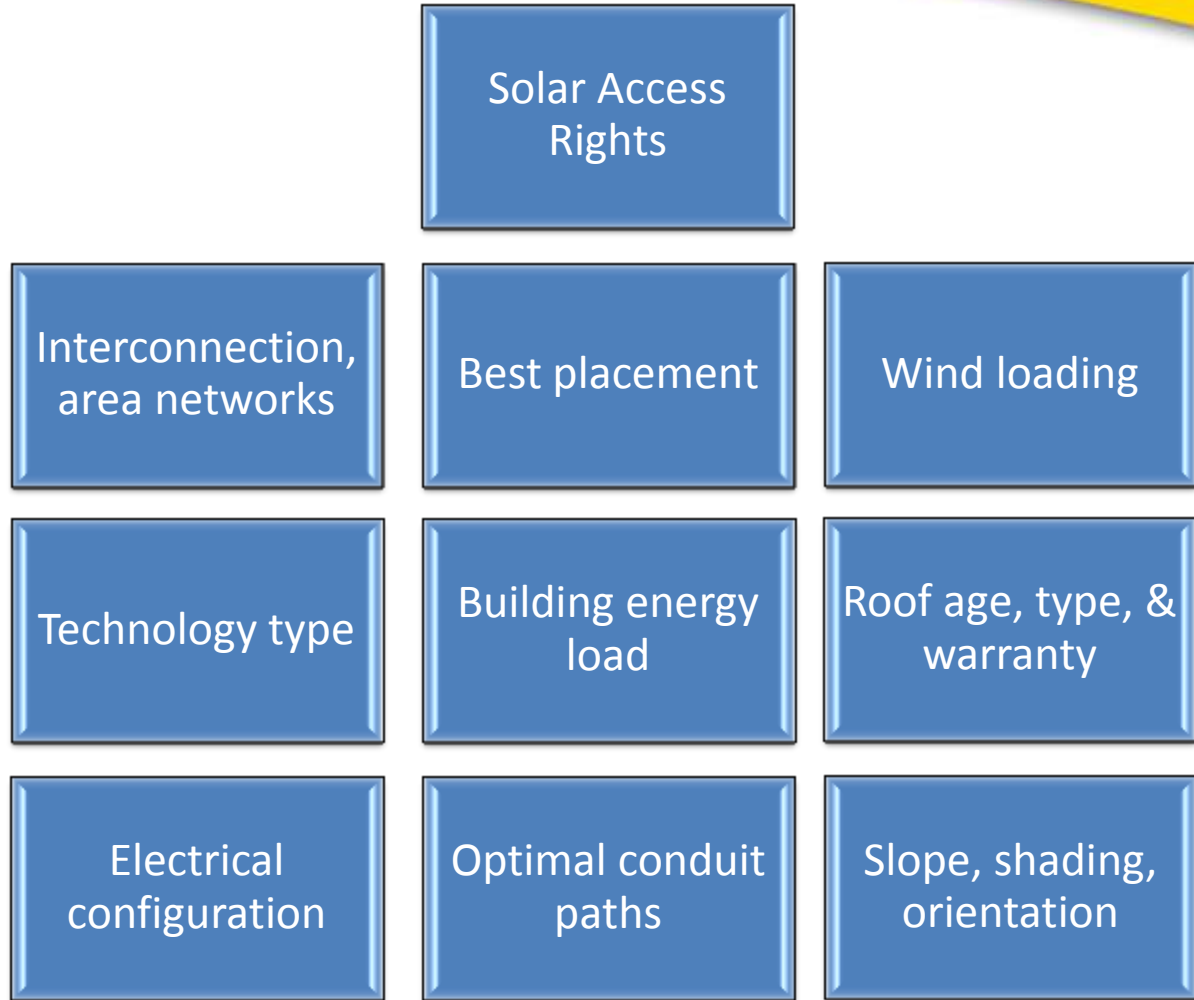 Solar Access
Rights
Interconnection,
area networks
Best placement
Wind loading
Technology type
Building energy
load
Roof age, type, &
warranty
Electrical
configuration
Optimal conduit
paths
Slope, shading,
orientation